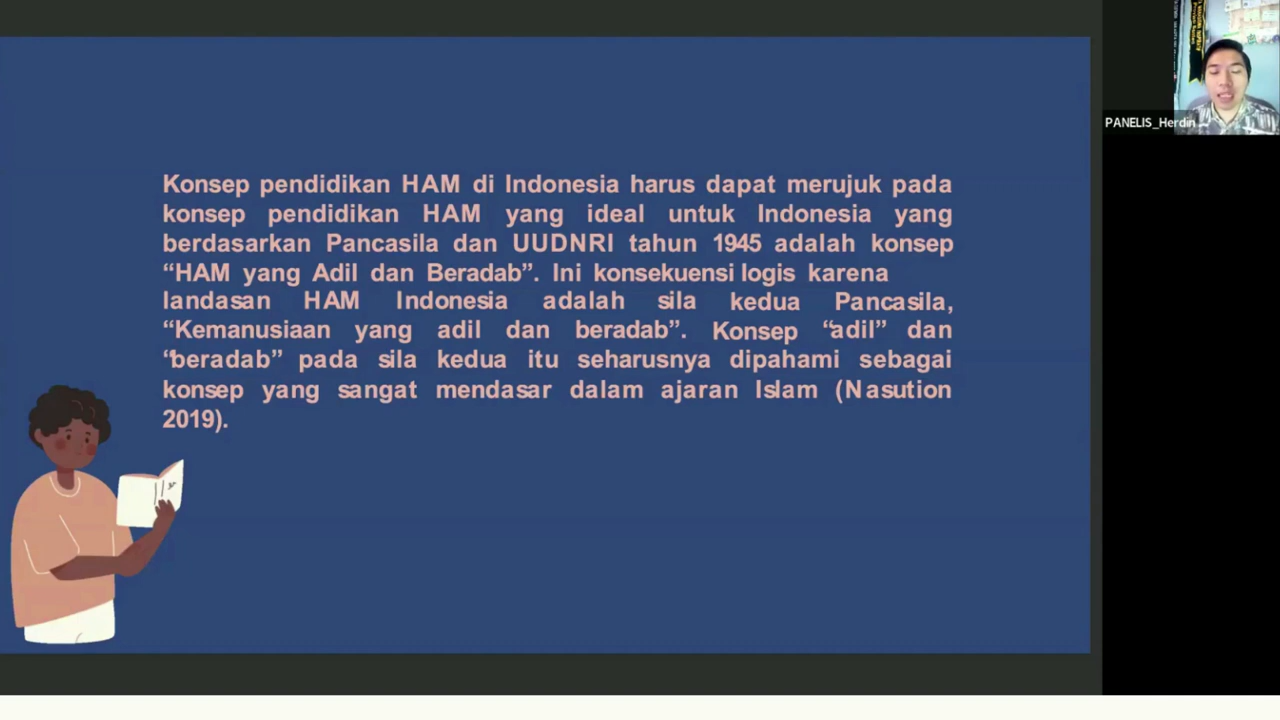 Konsep pendidikan HAM di Indonesia harus dapat merujuk pada
konsep pendidikan HAM yang ideal untuk Indonesia yang
berdasarkan Pancasila dan UUDNRI tahun 1945 adalah konsep
“HAM yang Adil dan Beradab”. Ini konsekuensi logis karena
landasan HAM Indonesia adalah sila kedua Pancasila,
“Kemanusiaan yang adil dan beradab”. Konsep “adil” dan
“beradab” pada sila kedua itu seharusnya dipahami sebagai
konsep yang sangat mendasar dalam ajaran Islam (Nasution
2019).
PANELIS_Herdin